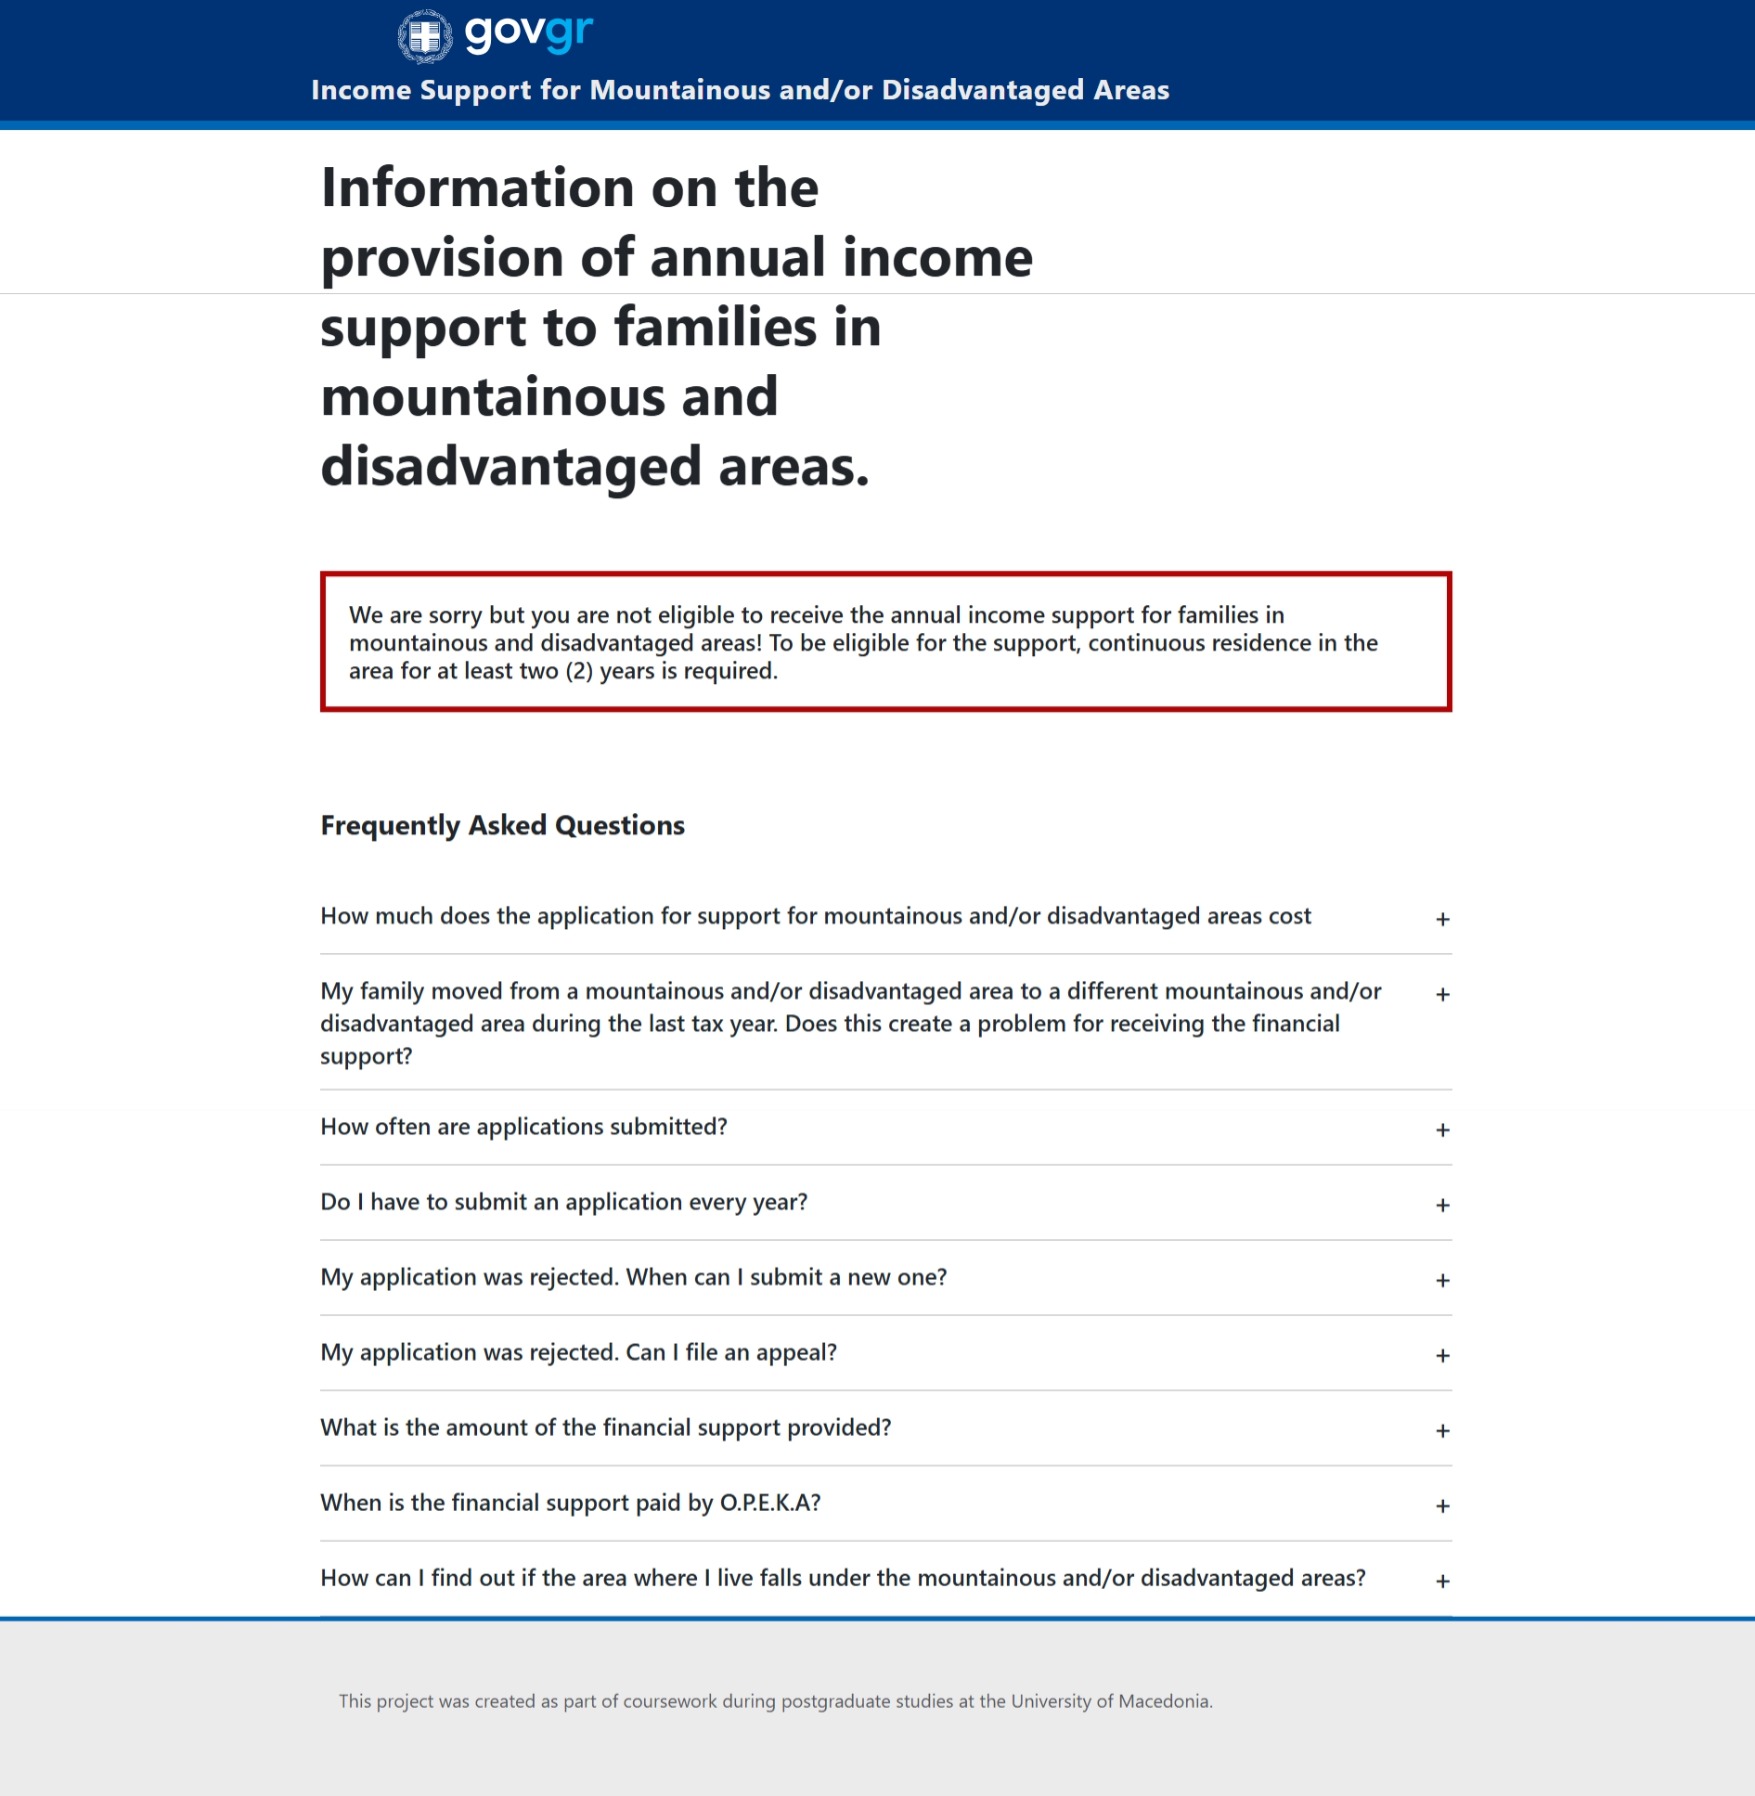 govgr
Income Support for Mountainous and/or Disadvantaged Areas
Information on the
provision of annual income
support to families in
mountainous and
disadvantaged areas.
We are sorry but you are not eligible to receive the annual income support for families in
mountainous and disadvantaged areas! To be eligible for the support, continuous residence in the
area for at least two (2) years is required.
Frequently Asked Questions
How much does the application for support for mountainous and/or disadvantaged areas cost +
My family moved from a mountainous and/or disadvantaged area to a different mountainous and/or +
disadvantaged area during the last tax year. Does this create a problem for receiving the financial
support?
How often are applications submitted? +
Do I have to submit an application every year? +
My application was rejected. When can I submit a new one? +
My application was rejected. Can I file an appeal? +
What is the amount of the financial support provided? +
When is the financial support paid by O.P.E.K.A? +
How can I find out if the area where I live falls under the mountainous and/or disadvantaged areas? +
This project was created as part of coursework during postgraduate studies at the University of Macedonia.